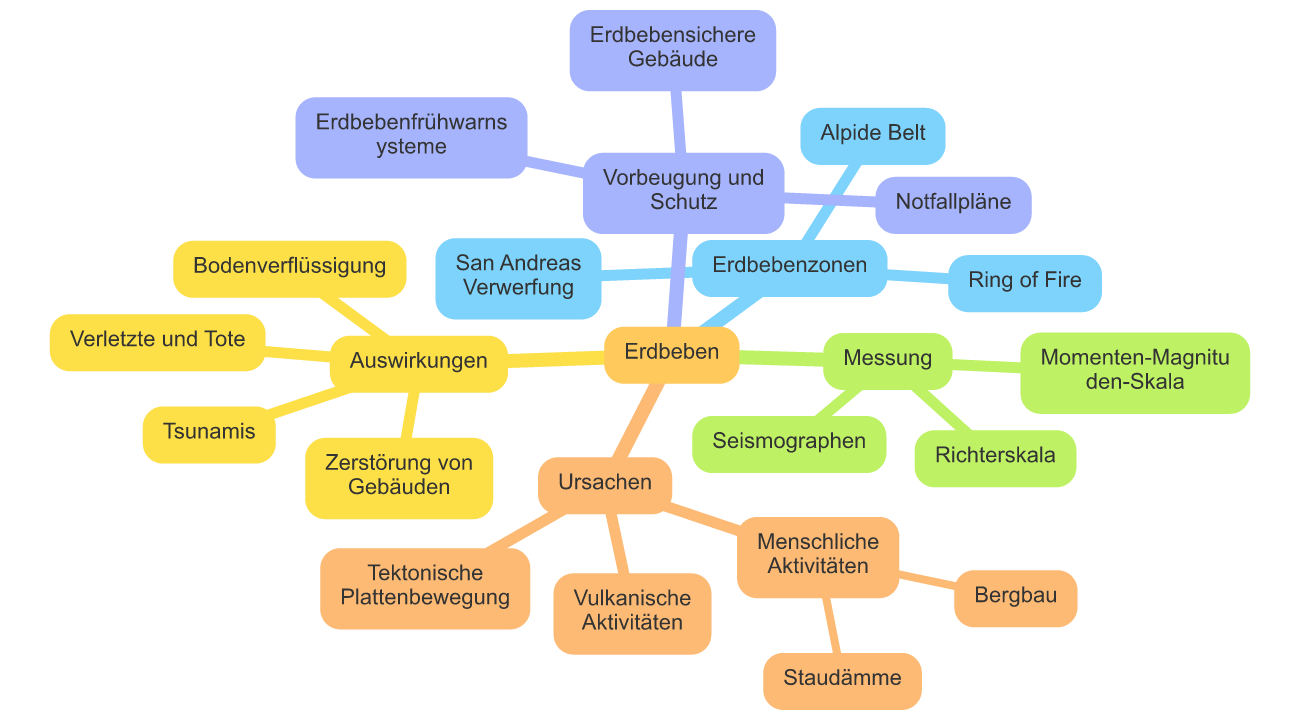 Erdbebensichere
Gebäude
Erdbebenfrühwarns
ysteme
Alpide Belt
Vorbeugung und
Schutz
Notfallpläne
Bodenverflüssigung
San Andreas
Verwerfung
Erdbebenzonen
Ring of Fire
Verletzte und Tote
Auswirkungen
Erdbeben
Messung
Momenten-Magnitu
den-Skala
Tsunamis
Zerstörung von
Gebäuden
Seismographen
Richterskala
Ursachen
Tektonische
Plattenbewegung
Vulkanische
Aktivitäten
Menschliche
Aktivitäten
Bergbau
Staudämme